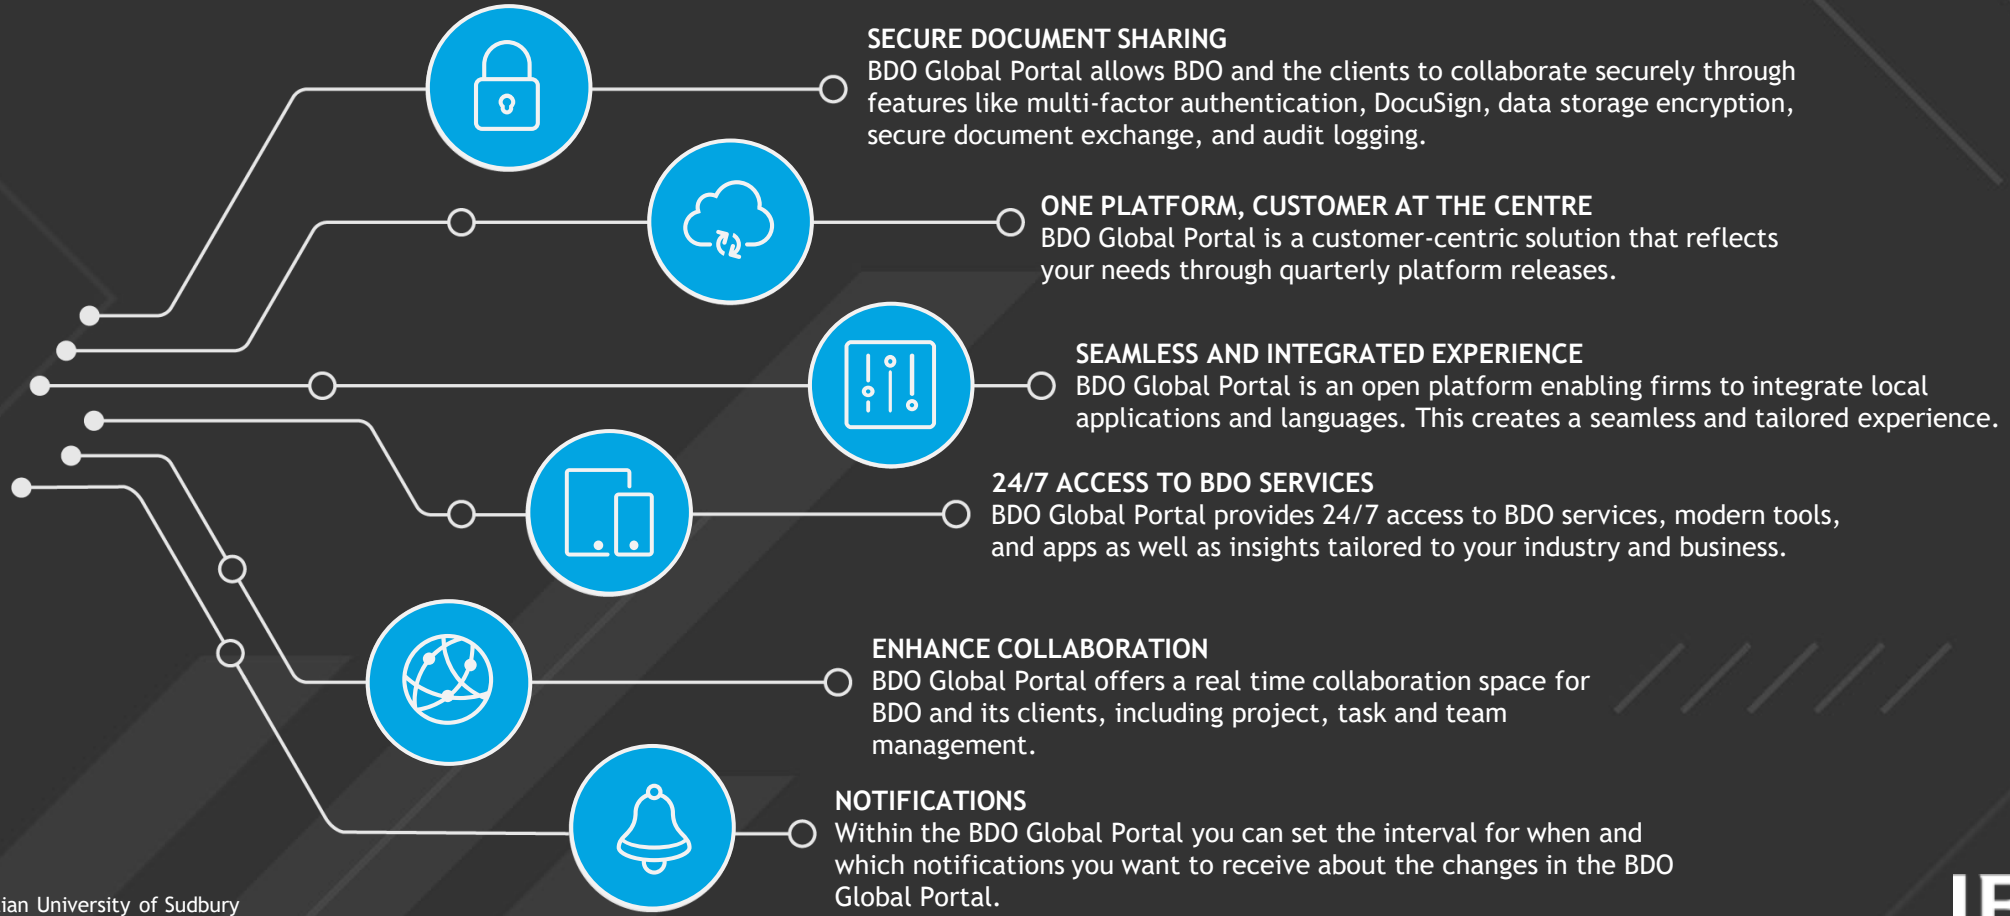 SECURE DOCUMENT SHARING
BDO Global Portal allows BDO and the clients to collaborate securely through
features like multi-factor authentication, DocuSign, data storage encryption,
secure document exchange, and audit logging.
ONE PLATFORM, CUSTOMER AT THE CENTRE
BDO Global Portal is a customer-centric solution that reflects
your needs through quarterly platform releases.
SEAMLESS AND INTEGRATED EXPERIENCE
BDO Global Portal is an open platform enabling firms to integrate local
applications and languages. This creates a seamless and tailored experience.
24/7 ACCESS TO BDO SERVICES
BDO Global Portal provides 24/7 access to BDO services, modern tools,
and apps as well as insights tailored to your industry and business.
ENHANCE COLLABORATION
BDO Global Portal offers a real time collaboration space for
BDO and its clients, including project, task and team
management.
NOTIFICATIONS
Within the BDO Global Portal you can set the interval for when and
which notifications you want to receive about the changes in the BDO
Global Portal.
University of Sudbury